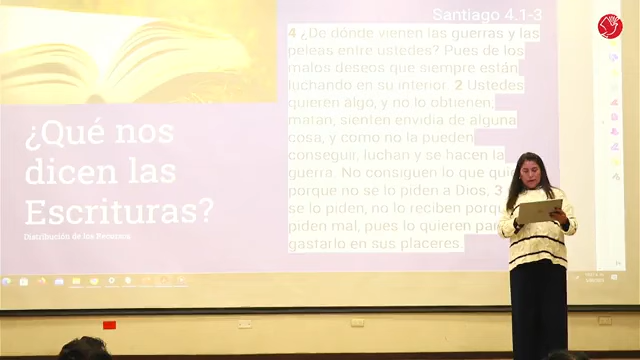 Santiago 4.1-3
4 ¿De dónde vienen las guerras y las
peleas entre ustedes? Pues de los
malos deseos que siempre están
luchando en su interior. 2 Ustedes
quieren algo, y no lo obtienen,
matan, sienten envidia de alguna
cosa, y como no la pueden
conseguir, luchan y se hacen la
guerra. No consiguen lo que
porque no se lo piden a Dios, 3
se lo piden, no lo reciben
piden mal, pues lo quieren
gastarlo en sus placeres.
¿Qué nos
dicen las
Escrituras?
Distribución de los Recursos